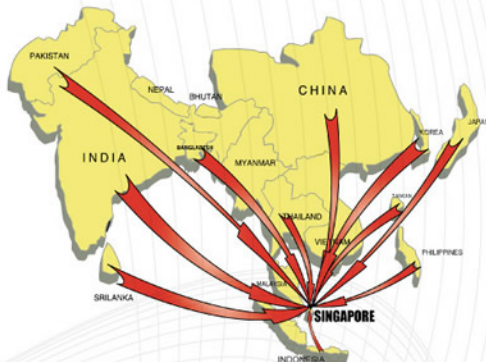 PAKISTAN
NEPAL
BHUTAN
CHINA
KOREA
JAPAN
INDIA
BANGLADESH
MYANMAR
TAIWAN
THAILAND
VIETNAM
PHILIPPINES
MALAYSIA
SRILANKA
SINGAPORE
INDONESIA